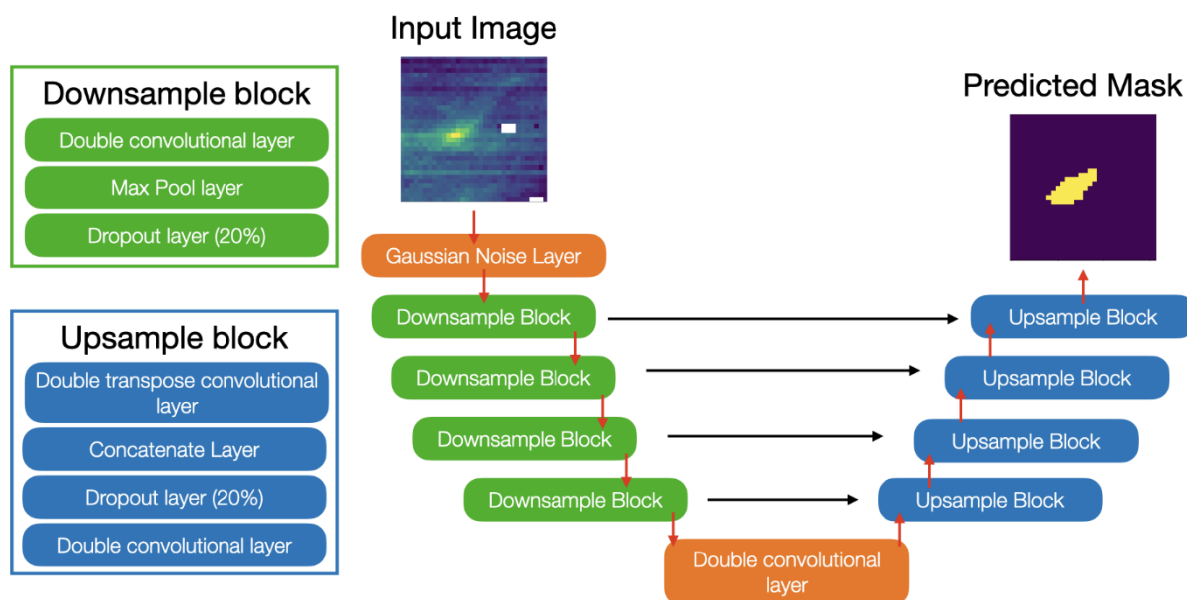 Input Image
Predicted Mask
Downsample block
Double convolutional layer
Max Pool layer
Dropout layer (20%)
Upsample block
Double transpose convolutional
layer
Concatenate Layer
Dropout layer (20%)
Double convolutional layer
Gaussian Noise Layer
Downsample Block
Upsample Block
Downsample Block
Upsample Block
Downsample Block
Upsample Block
Downsample Block
Upsample Block
Double convolutional
layer